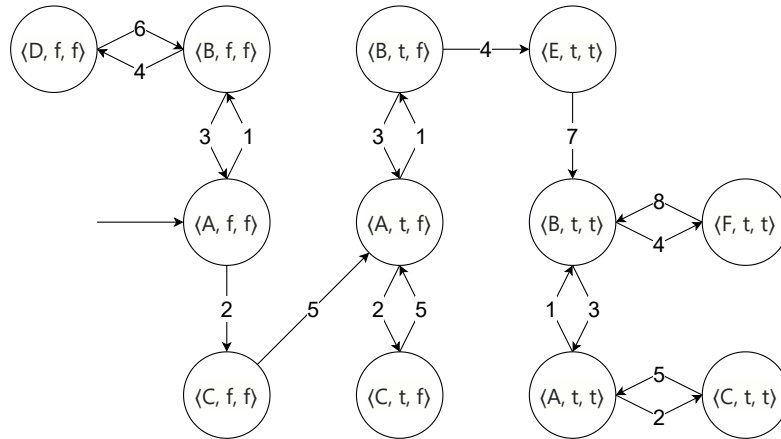 ⟨D, f, f⟩ 6 4 ⟨B, f, f⟩ ⟨B, t, f⟩ 4 ⟨E, t, t⟩
3 1 3 1 7
⟨A, f, f⟩ ⟨A, t, f⟩ ⟨B, t, t⟩ 8 4 ⟨F, t, t⟩
2 5 2 5 1 3
⟨C, f, f⟩ ⟨C, t, f⟩ ⟨A, t, t⟩ 5 2 ⟨C, t, t⟩